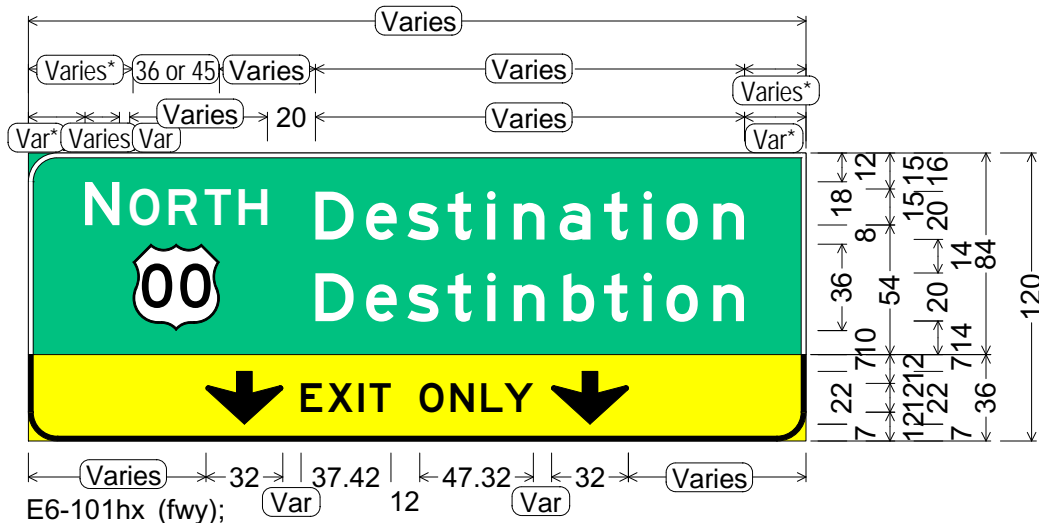 Varies
Varies* 36 or 45 Varies Varies Varies*
Varies 20 Varies
Var* Varies Var Var*
NORTH Destination
00 Destinbtion
EXIT ONLY
12 18 8 36 10 7 22 7
15 15 54 7 12 12 12
16 20 14 20 14 7 22 7
84 36
120
Varies 32 37.42 47.32 32 Varies
Var 12 Var
E6-101hx (fwy);